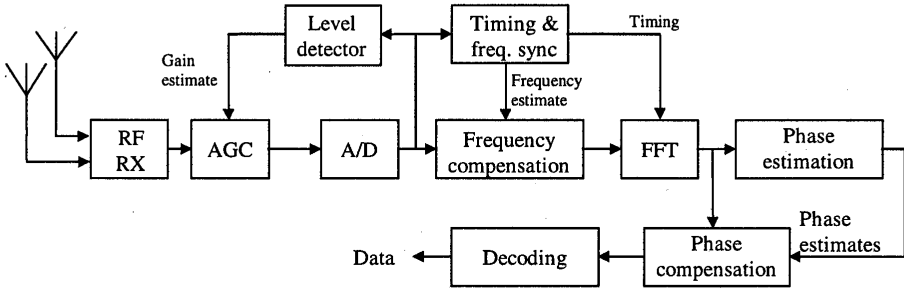 Level
detector
Timing &
freq. sync
Timing
Gain
estimate
Frequency
estimate
RF
RX
AGC
A/D
Frequency
compensation
FFT
Phase
estimation
Data
Decoding
Phase
compensation
Phase
estimates